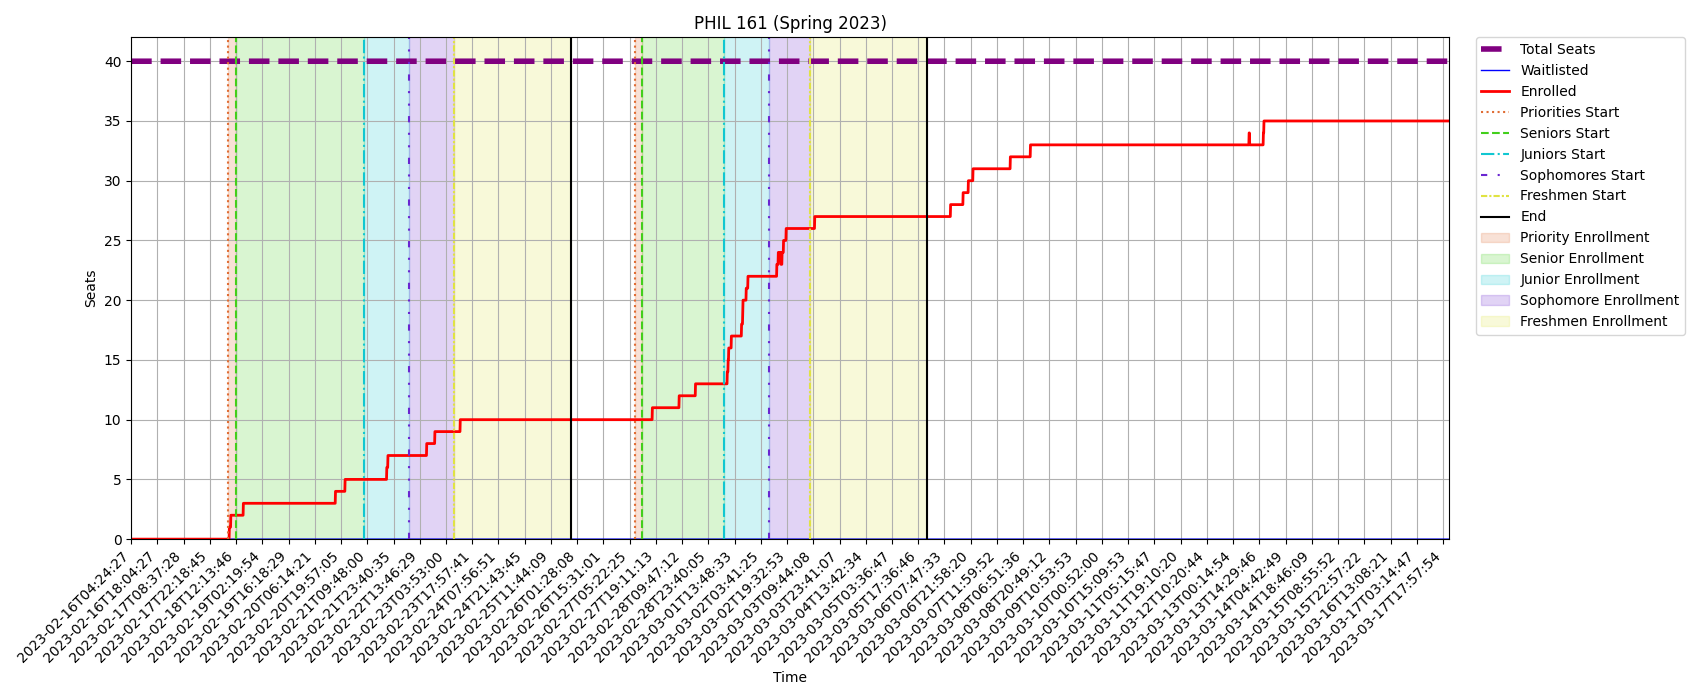 PHIL 161 (Spring 2023)
Seats
40
35
30
25
20
15
10
5
0
2023-02-16T04:24:27
2023-02-16T18:04:27
2023-02-17T08:37:28
2023-02-17T22:18:45
2023-02-18T12:13:46
2023-02-19T02:19:54
2023-02-19T16:18:29
2023-02-20T06:14:21
2023-02-20T19:57:05
2023-02-21T09:48:00
2023-02-21T23:40:35
2023-02-22T13:46:29
2023-02-23T03:53:00
2023-02-23T17:57:41
2023-02-24T07:56:51
2023-02-24T21:43:45
2023-02-25T11:44:09
2023-02-26T01:28:08
2023-02-26T15:31:01
2023-02-27T05:22:25
2023-02-27T19:11:13
2023-02-28T09:47:12
2023-02-28T23:40:05
2023-03-01T13:48:33
2023-03-02T03:41:25
2023-03-02T19:32:53
2023-03-03T09:44:08
2023-03-03T23:41:07
2023-03-04T13:42:34
2023-03-05T03:36:47
2023-03-05T17:36:46
2023-03-06T07:47:33
2023-03-06T21:58:20
2023-03-07T11:59:52
2023-03-08T06:51:36
2023-03-08T20:49:12
2023-03-09T10:53:53
2023-03-10T00:52:00
2023-03-10T15:09:53
2023-03-11T05:15:47
2023-03-11T19:10:20
2023-03-12T10:20:44
2023-03-13T00:14:54
2023-03-13T14:29:46
2023-03-14T04:42:49
2023-03-14T18:46:09
2023-03-15T08:55:52
2023-03-15T22:57:22
2023-03-16T13:08:21
2023-03-17T03:14:47
2023-03-17T17:57:54
Time
Total Seats
Waitlisted
Enrolled
Priorities Start
Seniors Start
Juniors Start
Sophomores Start
Freshmen Start
End
Priority Enrollment
Senior Enrollment
Junior Enrollment
Sophomore Enrollment
Freshmen Enrollment